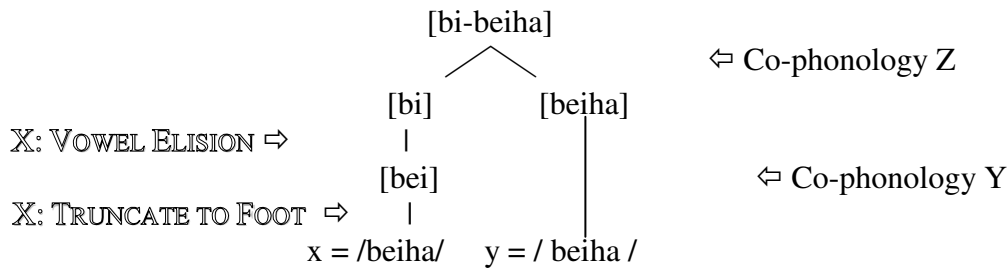 [bi-beiha]
⇦ Co-phonology Z
[bi] [beiha]
X: VOWEL ELISION ⇨
[bei] ⇦ Co-phonology Y
X: TRUNCATE TO FOOT ⇨
x = /beiha/ y = / beiha /